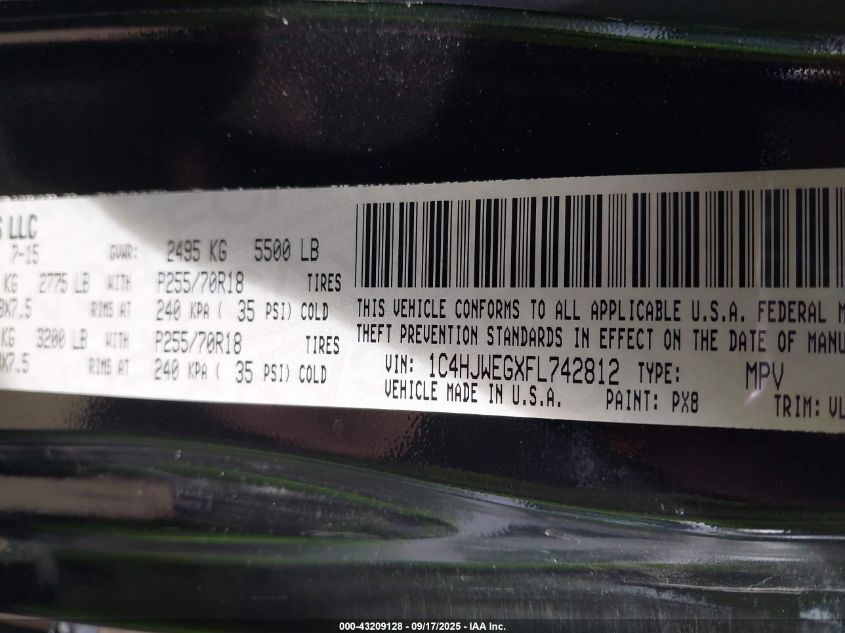 S LLC
7-15 GVWR: 2495 KG 5500 LB
KG 2775 LB WITH P255/70R18 TIRES
X7.5 RIMS AT 240 KPA ( 35 PSI) COLD
KG 3200 LB WITH P255/70R18 TIRES
X7.5 RIMS AT 240 KPA ( 35 PSI) COLD
THIS VEHICLE CONFORMS TO ALL APPLICABLE U.S.A. FEDERAL M
THEFT PREVENTION STANDARDS IN EFFECT ON THE DATE OF MANU
VIN: 1C4HJWEGXFL742812 TYPE: MPV
VEHICLE MADE IN U.S.A. PAINT: PX8 TRIM: VL
000-43209128 - 09/17/2025 - IAA Inc.